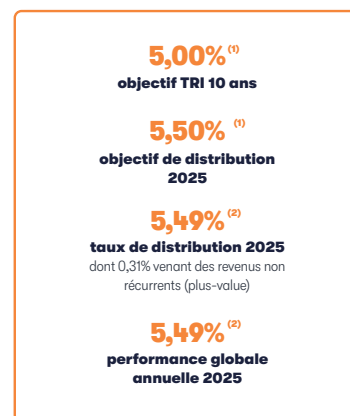 5,00% (1)
objectif TRI 10 ans
5,50% (1)
objectif de distribution
2025
5,49% (2)
taux de distribution 2025
dont 0,31% venant des revenus non
récurrents (plus-value)
5,49% (2)
performance globale
annuelle 2025